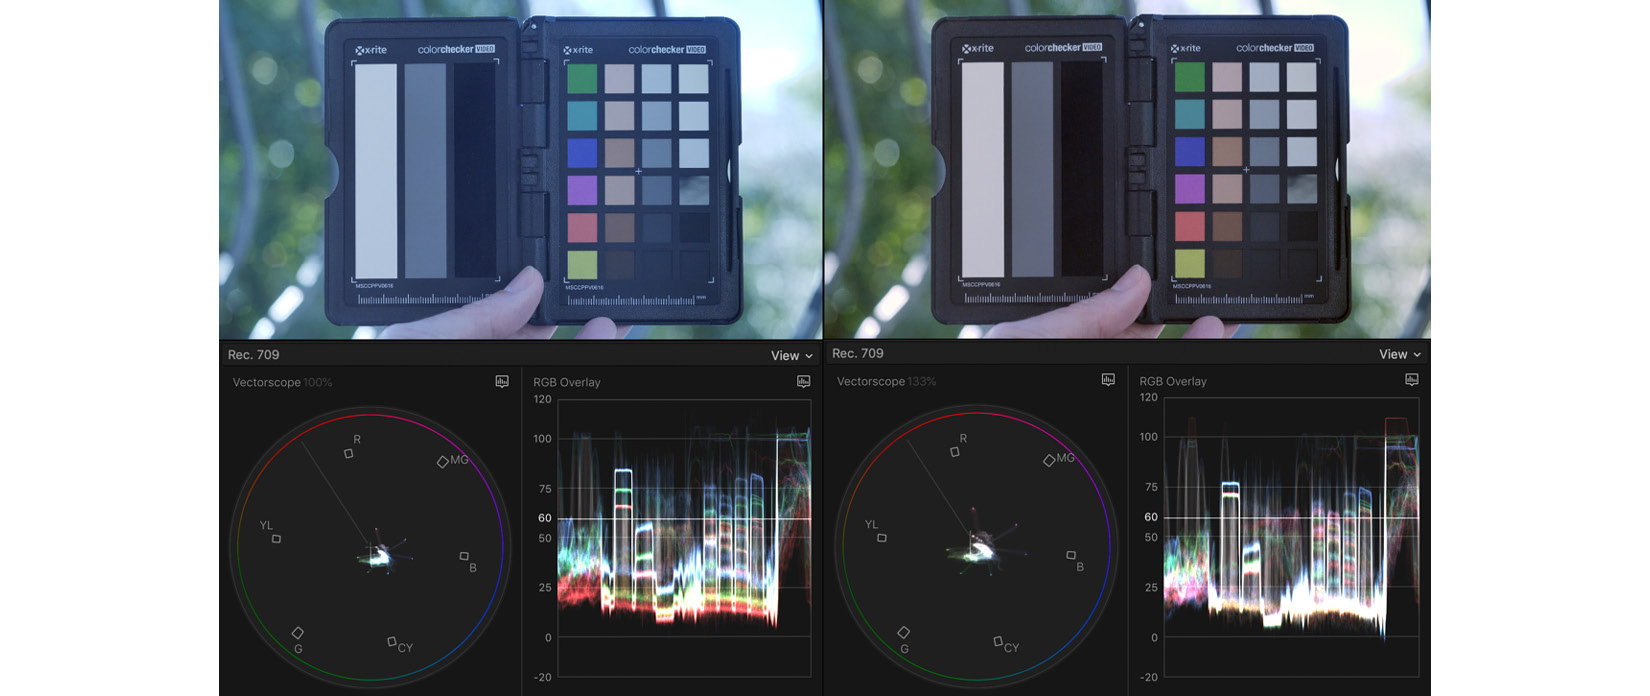 x-rite
colorchecker VIDEO
x-rite
colorchecker VIDEO
MSCCPPV0616
MSCCPPV0616
mm
x-rite
colorchecker VIDEO
x-rite
colorchecker VIDEO
MSCCPPV0616
MSCCPPV0616
mm
Rec. 709
View
Vectorscope 100%
RGB Overlay
R
MG
YL
B
G
CY
120
100
75
60
50
25
0
-20
Rec. 709
View
Vectorscope 133%
RGB Overlay
R
MG
YL
B
G
CY
120
100
75
60
50
25
0
-20